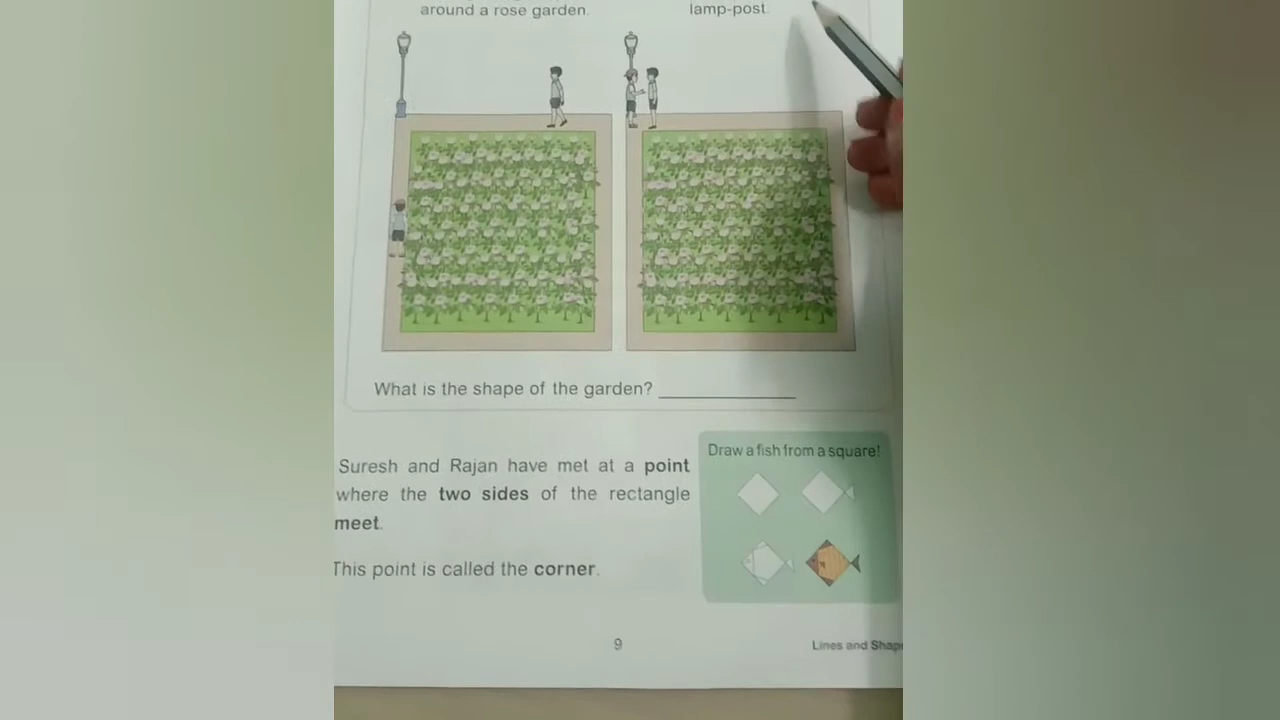 around a rose garden.
lamp-post.
What is the shape of the garden?
Suresh and Rajan have met at a point
where the two sides of the rectangle
meet.
This point is called the corner.
Draw a fish from a square!
9
Lines and Shap